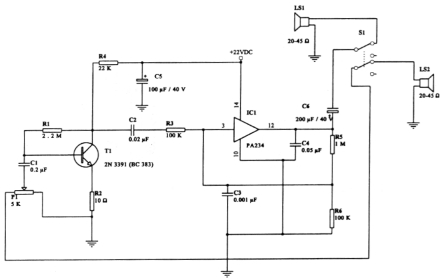 LS1
20-45 Ω
S1
LS2
20-45 Ω
+22VDC
R4
22 K
C5
100 µF / 40 V
+
14
IC1
3
12
PA234
10
C6
200 µF / 40
R1
2 . 2 M
C2
0.02 µF
R3
100 K
T1
2N 3391 (BC 383)
C1
0.2 µF
P1
5 K
R2
10 Ω
C4
0.05 µF
R5
1 M
C3
0.001 µF
R6
100 K